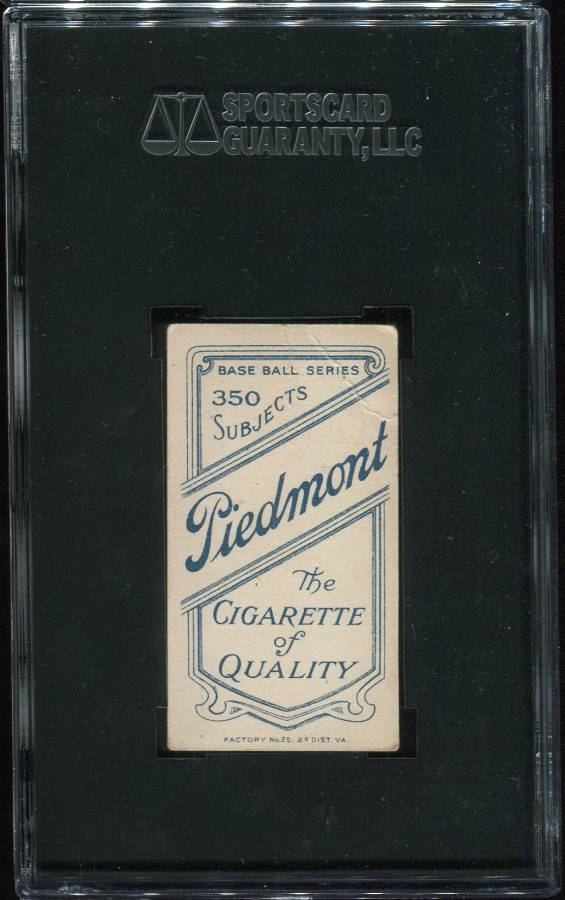 SPORTSCARD
GUARANTY, LLC
BASE BALL SERIES
350
SUBJECTS
Piedmont
The
CIGARETTE
of
QUALITY
FACTORY No. 25. 2D DIST. VA.